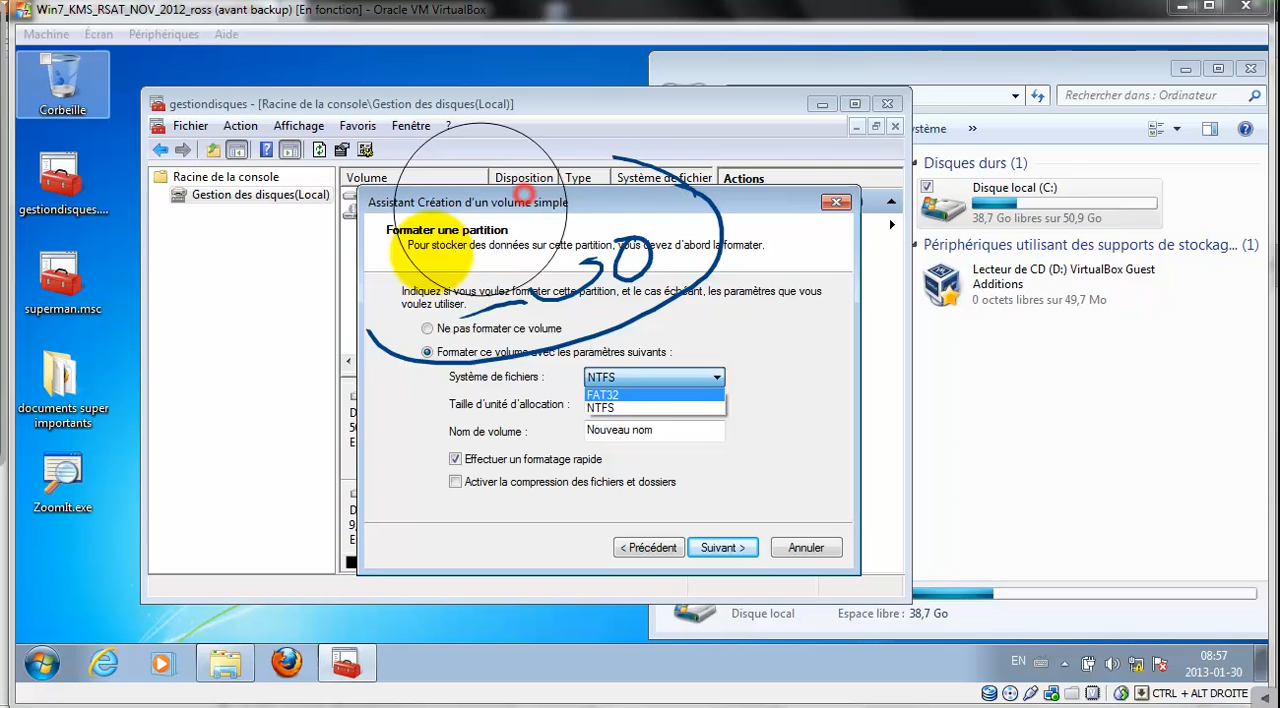 Win7_KMS_RSAT_NOV_2012_ross (avant backup) [En fonction] - Oracle VM VirtualBox
Machine Écran Périphériques Aide
Corbeille
gestiondisques....
superman.msc
documents super
importants
ZoomIt.exe
gestiondisques - [Racine de la console\Gestion des disques(Local)]
Fichier Action Affichage Favoris Fenêtre ?
Racine de la console
Gestion des disques(Local)
Volume Disposition Type Système de fichier Actions
Assistant Création d'un volume simple
Formater une partition
Pour stocker des données sur cette partition, vous devez d'abord la formater.
Indiquez si vous voulez formater cette partition, et le cas échéant, les paramètres que vous
voulez utiliser.
Ne pas formater ce volume
Formater ce volume avec les paramètres suivants :
Système de fichiers : NTFS
FAT32
NTFS
Taille d'unité d'allocation :
Nom de volume : Nouveau nom
Effectuer un formatage rapide
Activer la compression des fichiers et dossiers
< Précédent Suivant > Annuler
Rechercher dans : Ordinateur
stème »
Disques durs (1)
Disque local (C:)
38,7 Go libres sur 50,9 Go
Périphériques utilisant des supports de stockag... (1)
Lecteur de CD (D:) VirtualBox Guest
Additions
0 octets libres sur 49,7 Mo
Disque local Espace libre : 38,7 Go
EN 08:57
2013-01-30
CTRL + ALT DROITE